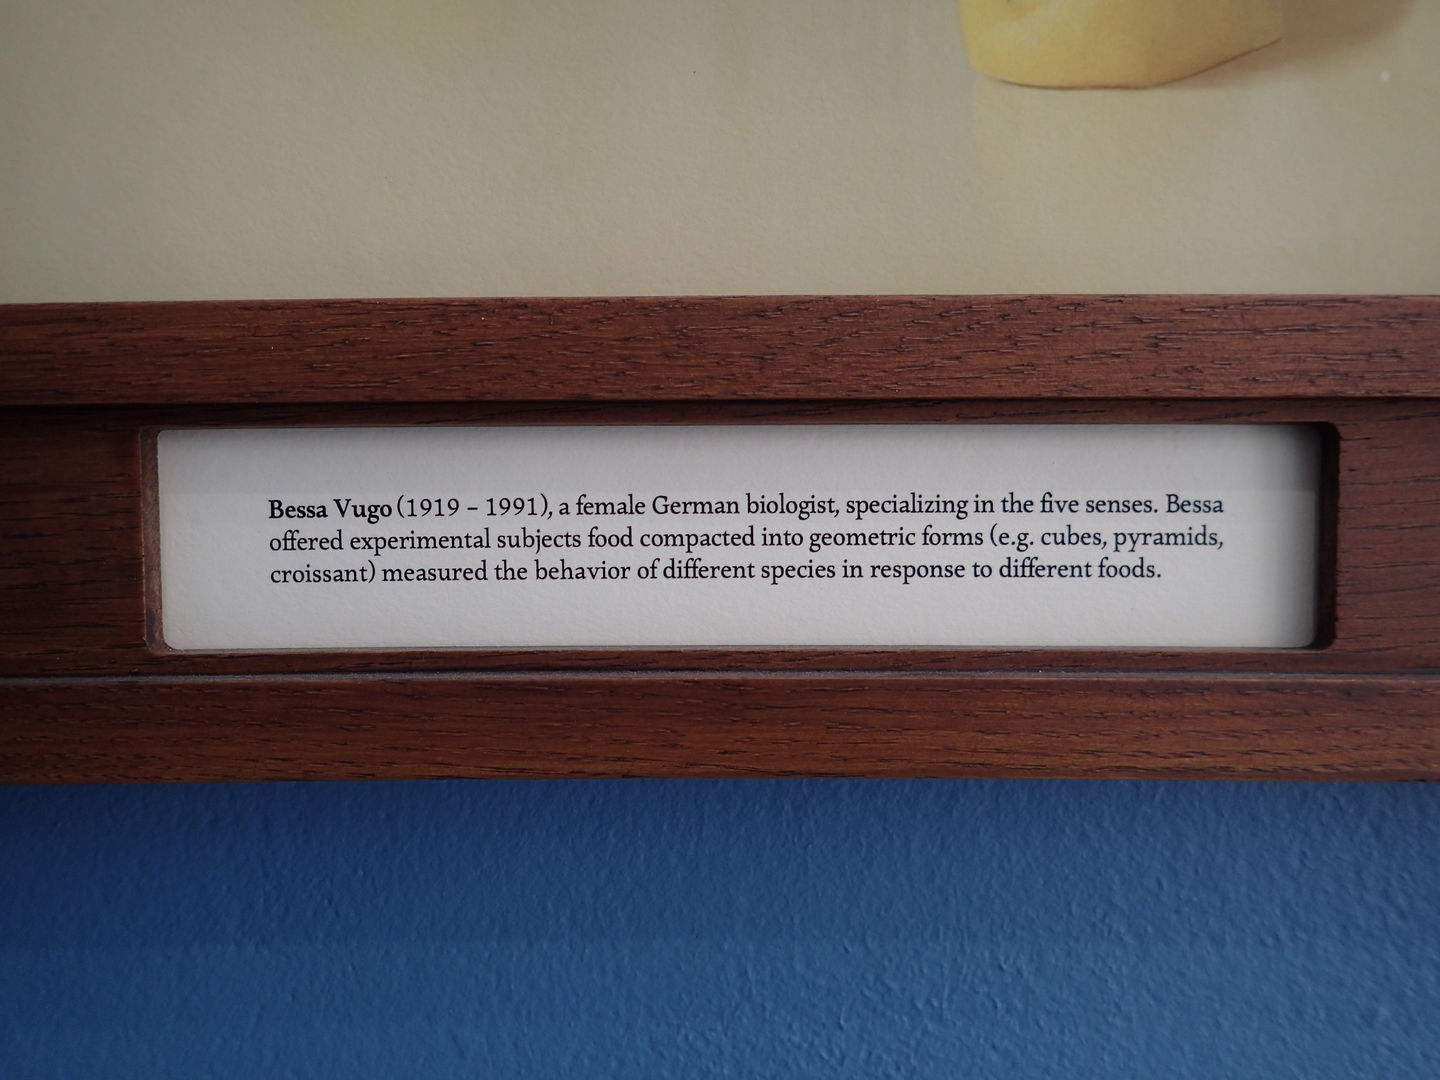 Bessa Vugo (1919 – 1991), a female German biologist, specializing in the five senses. Bessa
offered experimental subjects food compacted into geometric forms (e.g. cubes, pyramids,
croissant) measured the behavior of different species in response to different foods.